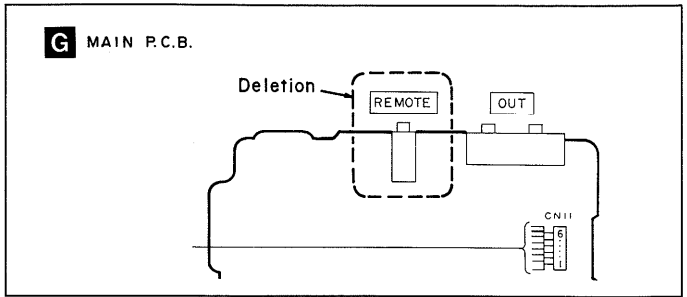 G MAIN P.C.B.
Deletion
REMOTE
OUT
CN11
6
1